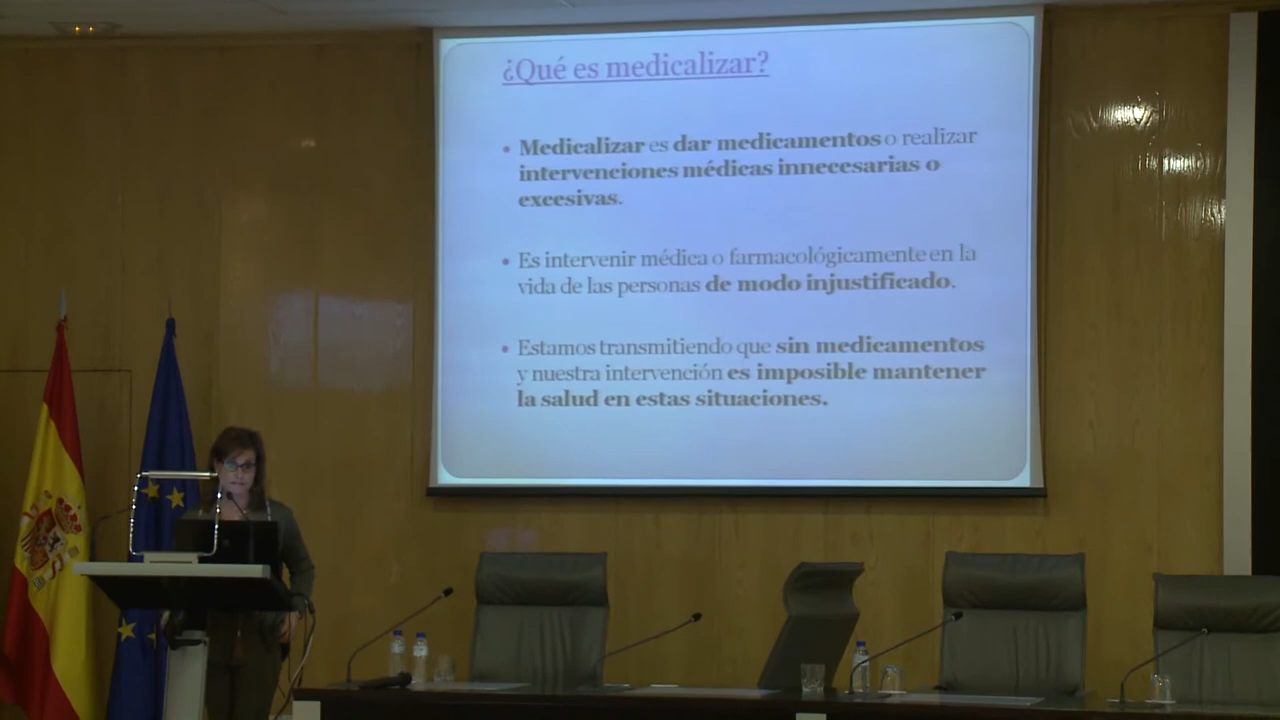 ¿Qué es medicalizar?
• Medicalizar es dar medicamentos o realizar
intervenciones médicas innecesarias o
excesivas.
• Es intervenir médica o farmacológicamente en la
vida de las personas de modo injustificado.
• Estamos transmitiendo que sin medicamentos
y nuestra intervención es imposible mantener
la salud en estas situaciones.